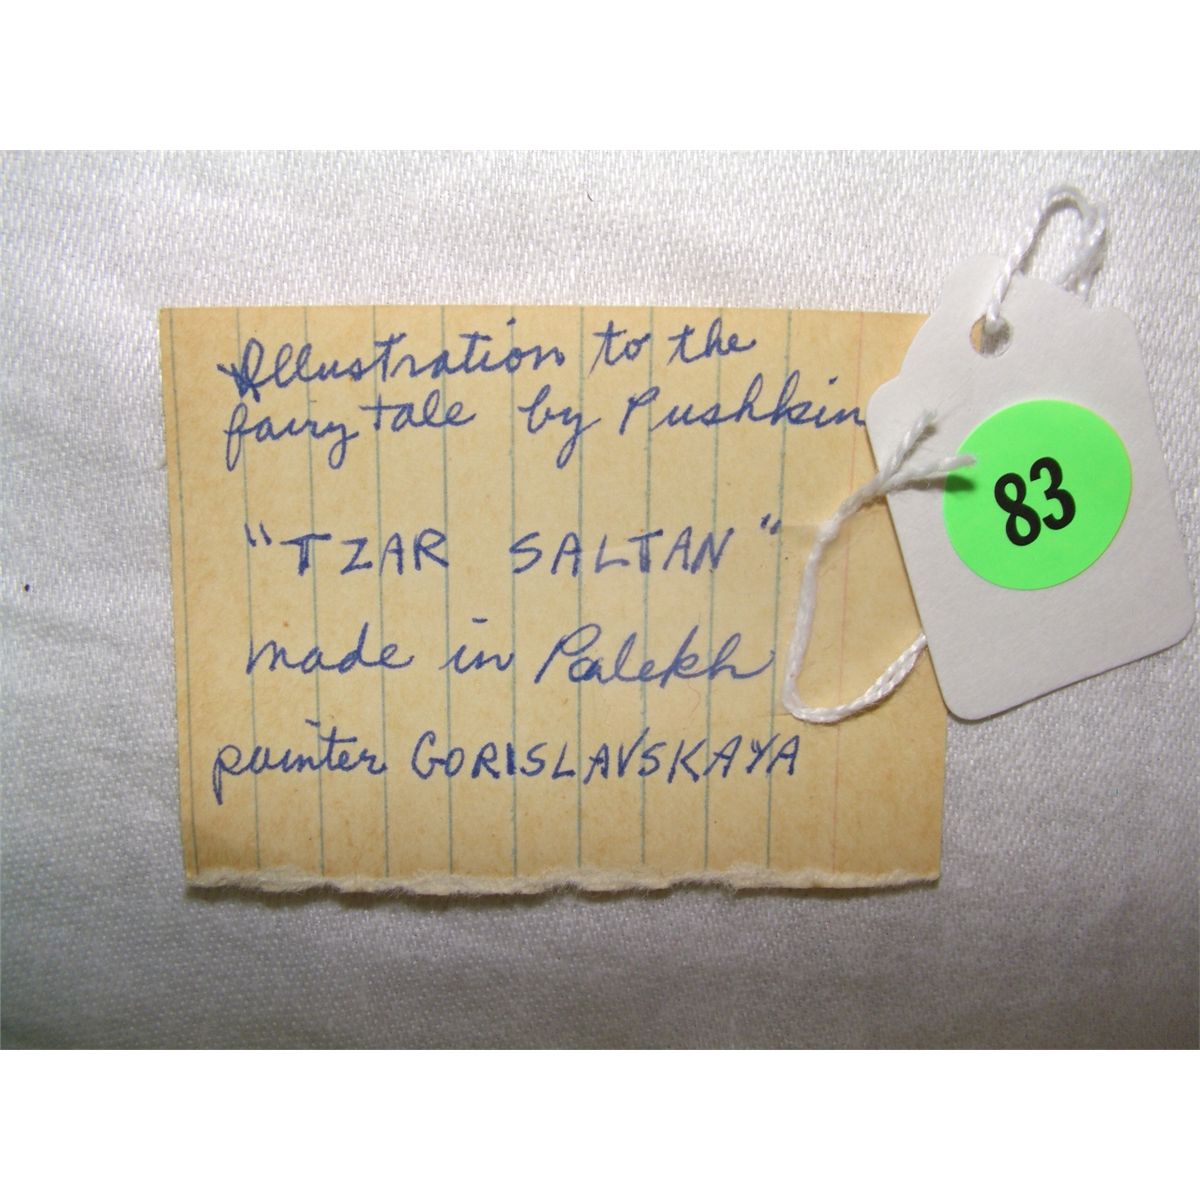 Illustration to the
fairy tale by Pushkin
"TZAR SALTAN"
made in Palekh
painter GORISLAVSKAYA
83